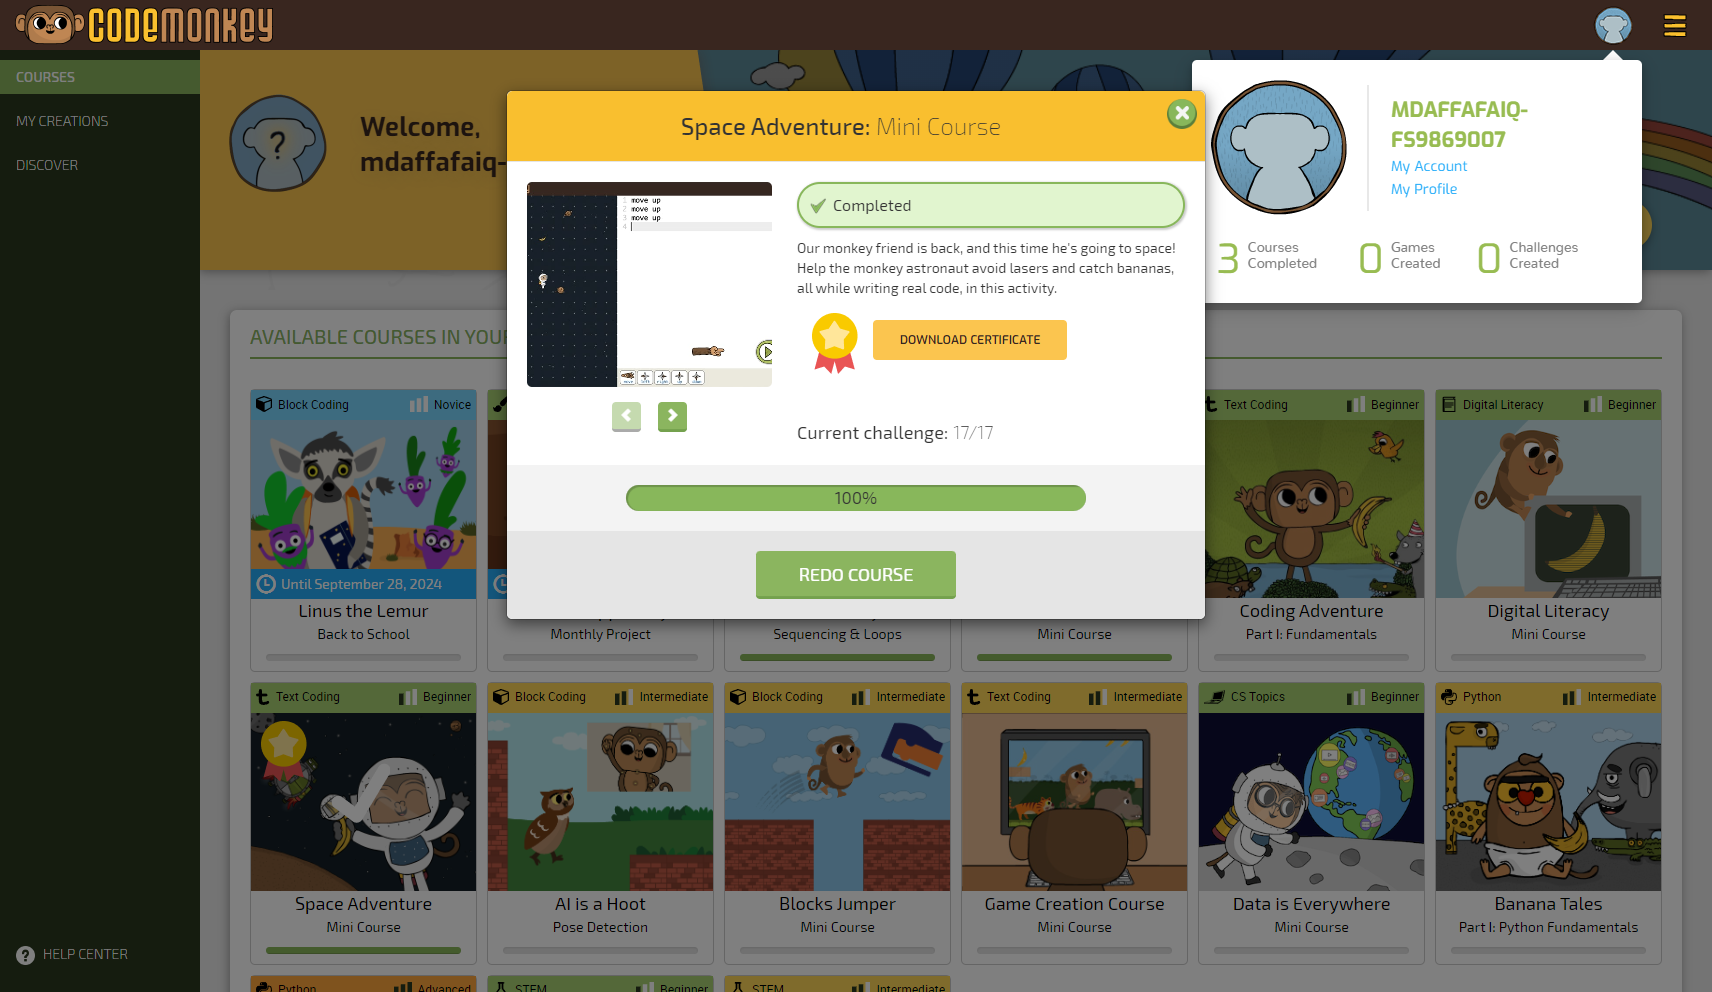 CODEMONKEY
COURSES
MY CREATIONS
DISCOVER
HELP CENTER
Welcome,
mdaffafaiq-
MDAFFAFAIQ-
FS9869007
My Account
My Profile
3 Courses
Completed
0 Games
Created
0 Challenges
Created
Space Adventure: Mini Course
1 move up
2 move up
3 move up
4
Completed
Our monkey friend is back, and this time he's going to space!
Help the monkey astronaut avoid lasers and catch bananas,
all while writing real code, in this activity.
DOWNLOAD CERTIFICATE
Current challenge: 17/17
100%
REDO COURSE
AVAILABLE COURSES IN YOUR
Block Coding Novice
Until September 28, 2024
Linus the Lemur
Back to School
Monthly Project
Sequencing & Loops
Mini Course
Text Coding Beginner
Coding Adventure
Part I: Fundamentals
Digital Literacy Beginner
Digital Literacy
Mini Course
Text Coding Beginner
Space Adventure
Mini Course
Block Coding Intermediate
AI is a Hoot
Pose Detection
Block Coding Intermediate
Blocks Jumper
Mini Course
Text Coding Intermediate
Game Creation Course
Mini Course
CS Topics Beginner
Data is Everywhere
Mini Course
Python Intermediate
Banana Tales
Part I: Python Fundamentals
Python Advanced
STEM Beginner
STEM Intermediate